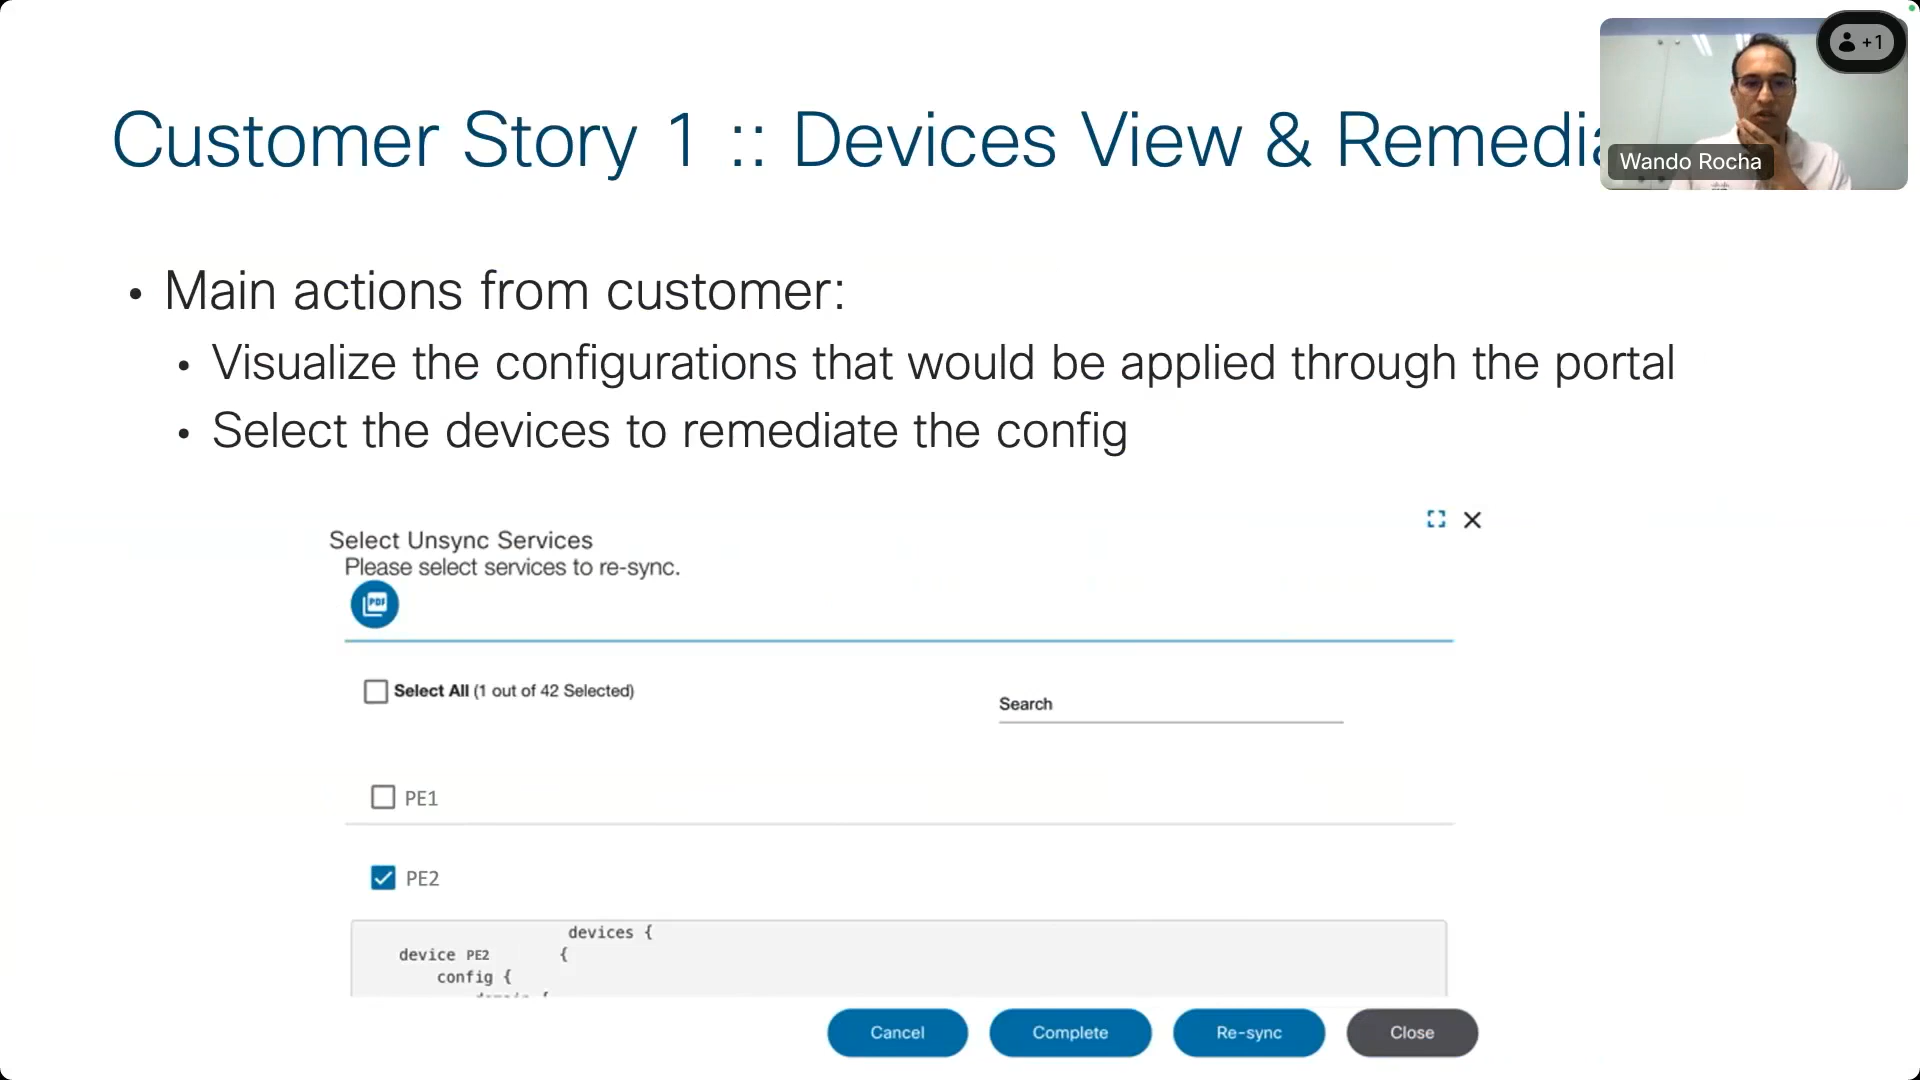 Customer Story 1 :: Devices View & Remedia
+1
Wando Rocha
• Main actions from customer:
• Visualize the configurations that would be applied through the portal
• Select the devices to remediate the config
Select Unsync Services
Please select services to re-sync.
PDF
Select All (1 out of 42 Selected)
Search
PE1
PE2
devices {
device PE2 {
config {
Cancel
Complete
Re-sync
Close